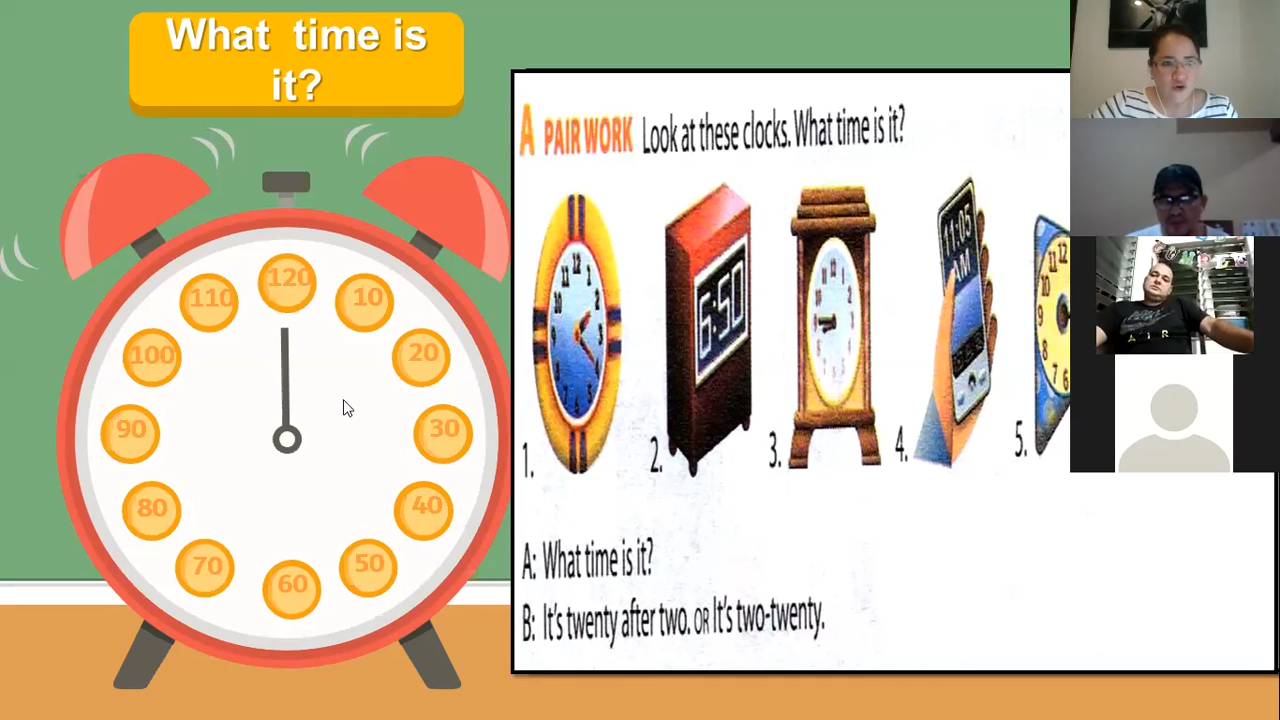 What time is
it?
120
110
10
100
20
90
30
80
40
70
50
60
A PAIR WORK Look at these clocks. What time is it?
6:50
11:05
AM
1.
2.
3.
4.
5.
A: What time is it?
B: It's twenty after two. OR It's two-twenty.
AIR